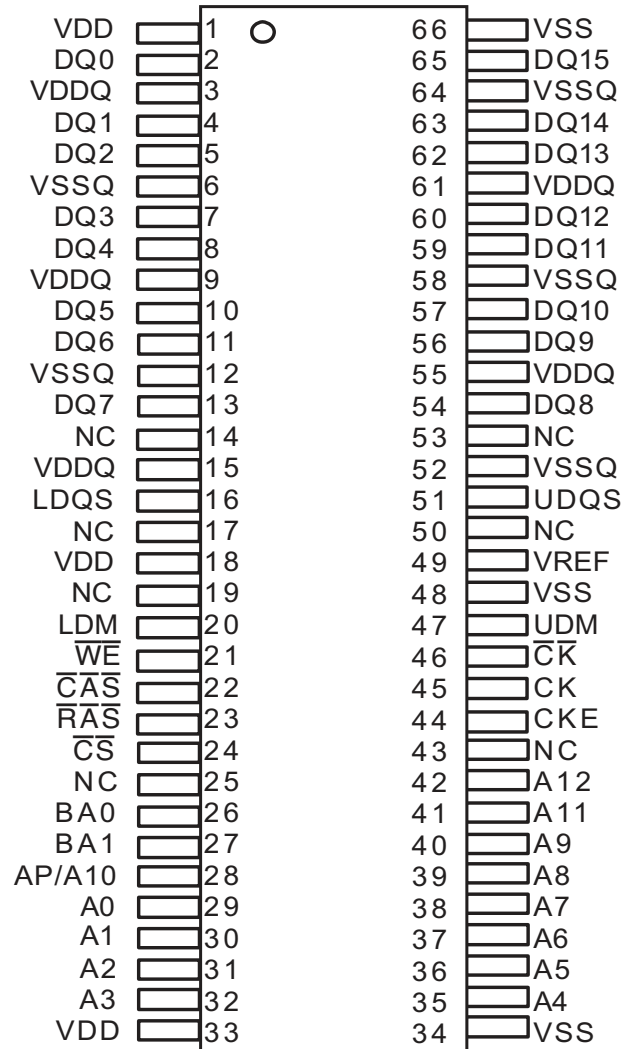 VDD 1 66 VSS
DQ0 2 65 DQ15
VDDQ 3 64 VSSQ
DQ1 4 63 DQ14
DQ2 5 62 DQ13
VSSQ 6 61 VDDQ
DQ3 7 60 DQ12
DQ4 8 59 DQ11
VDDQ 9 58 VSSQ
DQ5 10 57 DQ10
DQ6 11 56 DQ9
VSSQ 12 55 VDDQ
DQ7 13 54 DQ8
NC 14 53 NC
VDDQ 15 52 VSSQ
LDQS 16 51 UDQS
NC 17 50 NC
VDD 18 49 VREF
NC 19 48 VSS
LDM 20 47 UDM
W̅E̅ 21 46 C̅K̅
C̅A̅S̅ 22 45 CK
R̅A̅S̅ 23 44 CKE
C̅S̅ 24 43 NC
NC 25 42 A12
BA0 26 41 A11
BA1 27 40 A9
AP/A10 28 39 A8
A0 29 38 A7
A1 30 37 A6
A2 31 36 A5
A3 32 35 A4
VDD 33 34 VSS